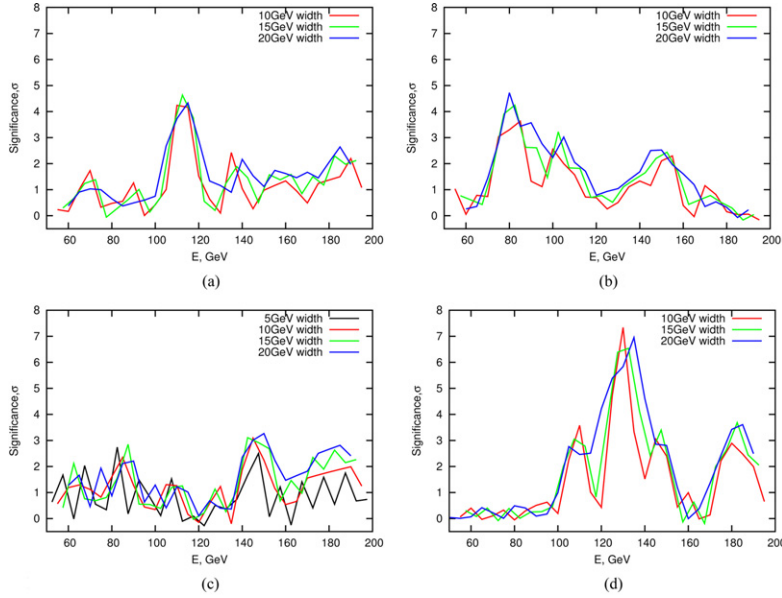 10GeV width
15GeV width
20GeV width
Significance,σ
8
7
6
5
4
3
2
1
0
60 80 100 120 140 160 180 200
E, GeV
(a)
10GeV width
15GeV width
20GeV width
Significance,σ
8
7
6
5
4
3
2
1
0
60 80 100 120 140 160 180 200
E, GeV
(b)
5GeV width
10GeV width
15GeV width
20GeV width
Significance,σ
8
7
6
5
4
3
2
1
0
60 80 100 120 140 160 180 200
E, GeV
(c)
10GeV width
15GeV width
20GeV width
Significance,σ
8
7
6
5
4
3
2
1
0
60 80 100 120 140 160 180 200
E, GeV
(d)